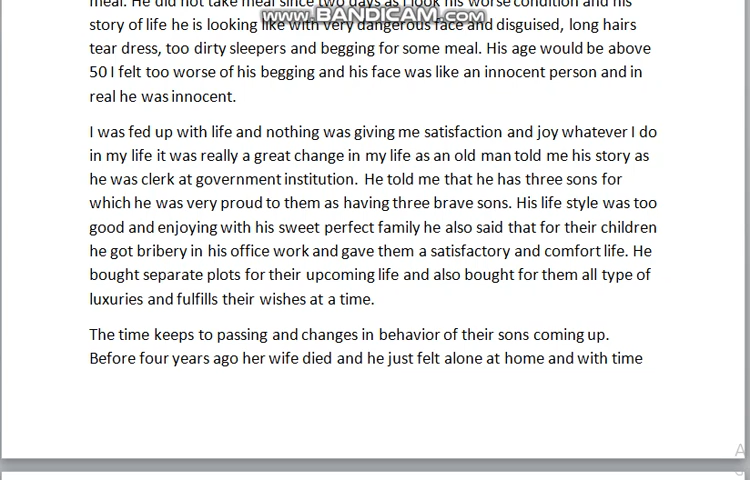 meal. He did not take meal since two days as I look his worse condition and his
www.BANDICAM.com
story of life he is looking like with very dangerous face and disguised, long hairs
tear dress, too dirty sleepers and begging for some meal. His age would be above
50 I felt too worse of his begging and his face was like an innocent person and in
real he was innocent.
I was fed up with life and nothing was giving me satisfaction and joy whatever I do
in my life it was really a great change in my life as an old man told me his story as
he was clerk at government institution. He told me that he has three sons for
which he was very proud to them as having three brave sons. His life style was too
good and enjoying with his sweet perfect family he also said that for their children
he got bribery in his office work and gave them a satisfactory and comfort life. He
bought separate plots for their upcoming life and also bought for them all type of
luxuries and fulfills their wishes at a time.
The time keeps to passing and changes in behavior of their sons coming up.
Before four years ago her wife died and he just felt alone at home and with time
A